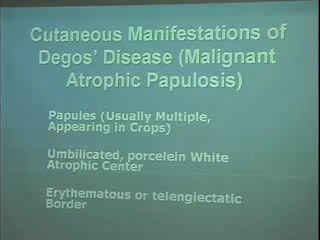 Cutaneous Manifestations of
Degos' Disease (Malignant
Atrophic Papulosis)
Papules (Usually Multiple,
Appearing in Crops)
Umbilicated, porcelein White
Atrophic Center
Erythematous or telengiectatic
Border